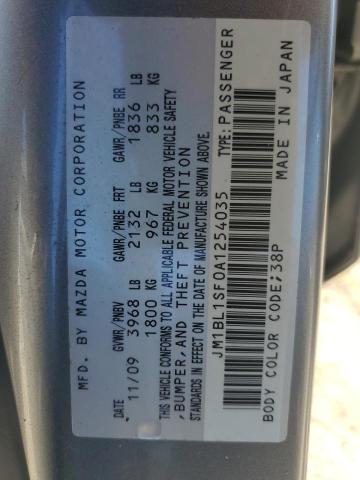 MFD. BY MAZDA MOTOR CORPORATION
DATE GVWR/PNBV GAWR/PNBE FRT GAWR/PNBE RR
11/09 3968 LB 2132 LB 1836 LB
1800 KG 967 KG 833 KG
THIS VEHICLE CONFORMS TO ALL APPLICABLE FEDERAL MOTOR VEHICLE SAFETY
,BUMPER,AND THEFT PREVENTION
STANDARDS IN EFFECT ON THE DATE OF MANUFACTURE SHOWN ABOVE.
JM1BL1SF0A1254035 TYPE:PASSENGER
BODY COLOR CODE;38P MADE IN JAPAN